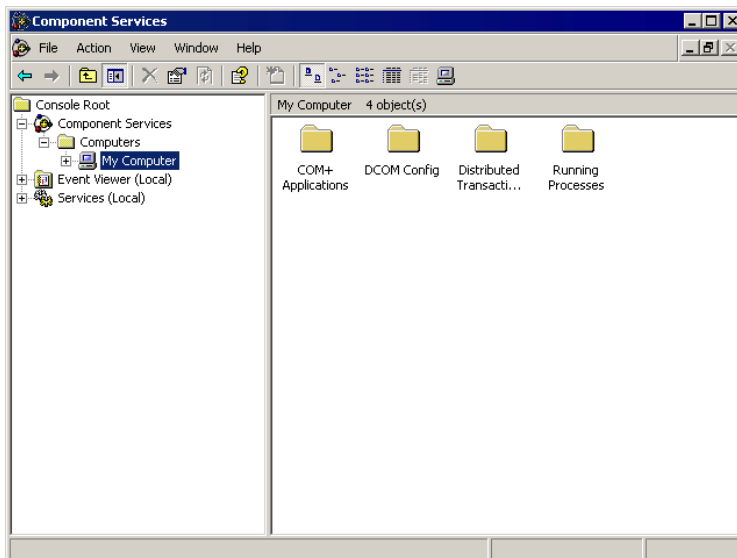 Component Services
File Action View Window Help
Console Root
Component Services
Computers
My Computer
Event Viewer (Local)
Services (Local)
My Computer 4 object(s)
COM+
Applications
DCOM Config
Distributed
Transacti...
Running
Processes